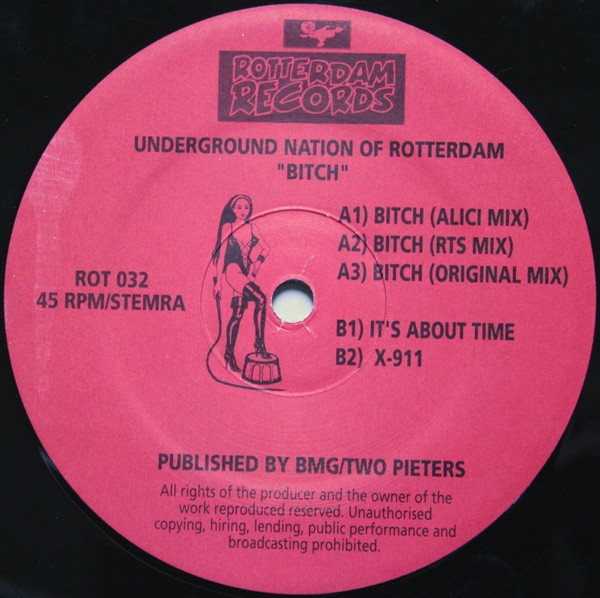 ROTTERDAM
RECORDS
UNDERGROUND NATION OF ROTTERDAM
"BITCH"
A1) BITCH (ALICI MIX)
A2) BITCH (RTS MIX)
A3) BITCH (ORIGINAL MIX)
ROT 032
45 RPM/STEMRA
B1) IT'S ABOUT TIME
B2) X-911
PUBLISHED BY BMG/TWO PIETERS
All rights of the producer and the owner of the
work reproduced reserved. Unauthorised
copying, hiring, lending, public performance and
broadcasting prohibited.